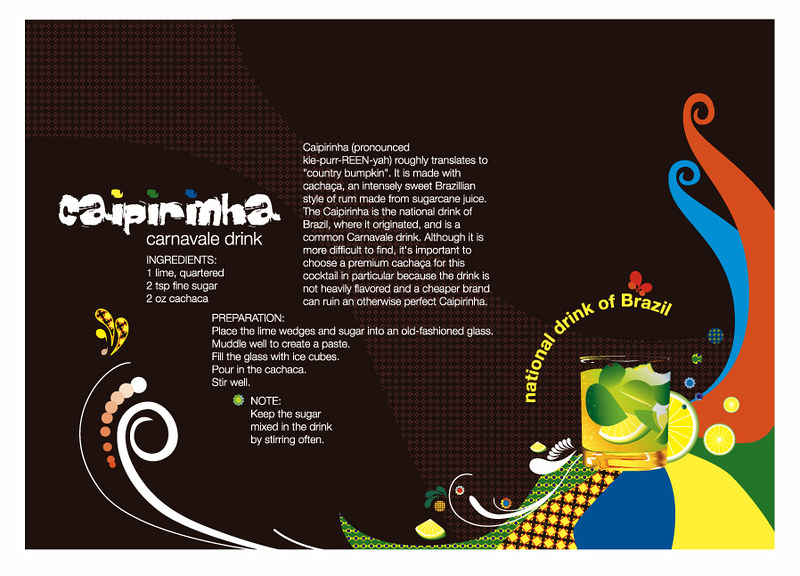 caipirinha
carnavale drink
INGREDIENTS:
1 lime, quartered
2 tsp fine sugar
2 oz cachaca
Caipirinha (pronounced
kie-purr-REEN-yah) roughly translates to
"country bumpkin". It is made with
cachaça, an intensely sweet Brazillian
style of rum made from sugarcane juice.
The Caipirinha is the national drink of
Brazil, where it originated, and is a
common Carnavale drink. Although it is
more difficult to find, it's important to
choose a premium cachaça for this
cocktail in particular because the drink is
not heavily flavored and a cheaper brand
can ruin an otherwise perfect Caipirinha.
PREPARATION:
Place the lime wedges and sugar into an old-fashioned glass.
Muddle well to create a paste.
Fill the glass with ice cubes.
Pour in the cachaca.
Stir well.
NOTE:
Keep the sugar
mixed in the drink
by stirring often.
national drink of Brazil